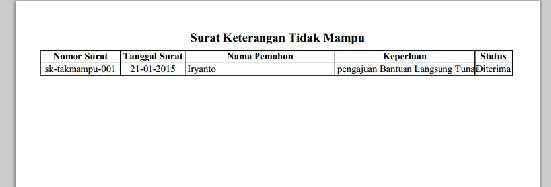 Surat Keterangan Tidak Mampu
Nomor Surat Tanggal Surat Nama Pemohon Keperluan Status
sk-takmampu-001 21-01-2015 Iryanto pengajuan Bantuan Langsung Tuna Diterima